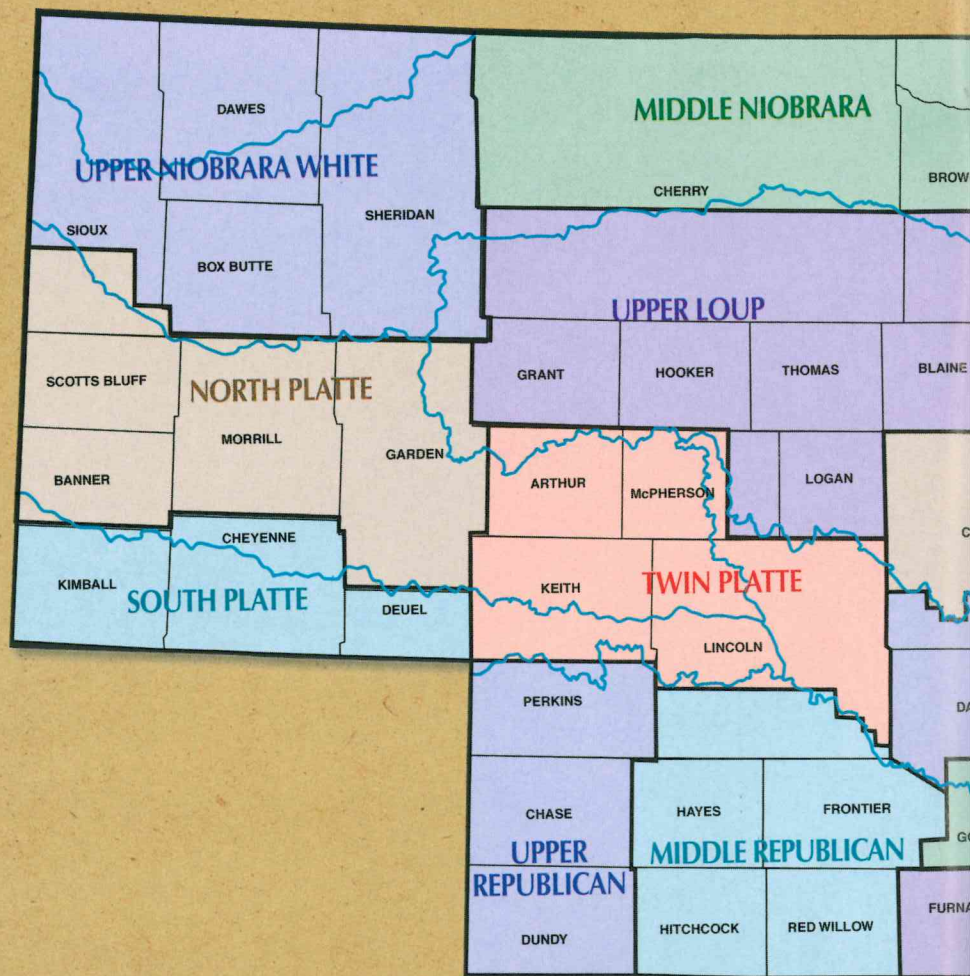 DAWES
MIDDLE NIOBRARA
UPPER NIOBRARA WHITE
CHERRY
BROW
SHERIDAN
SIOUX
BOX BUTTE
UPPER LOUP
SCOTTS BLUFF
NORTH PLATTE
GRANT
HOOKER
THOMAS
BLAINE
MORRILL
GARDEN
BANNER
ARTHUR
McPHERSON
LOGAN
C
CHEYENNE
KIMBALL
SOUTH PLATTE
DEUEL
KEITH
TWIN PLATTE
LINCOLN
PERKINS
DA
CHASE
HAYES
FRONTIER
GO
UPPER
REPUBLICAN
MIDDLE REPUBLICAN
DUNDY
HITCHCOCK
RED WILLOW
FURNA